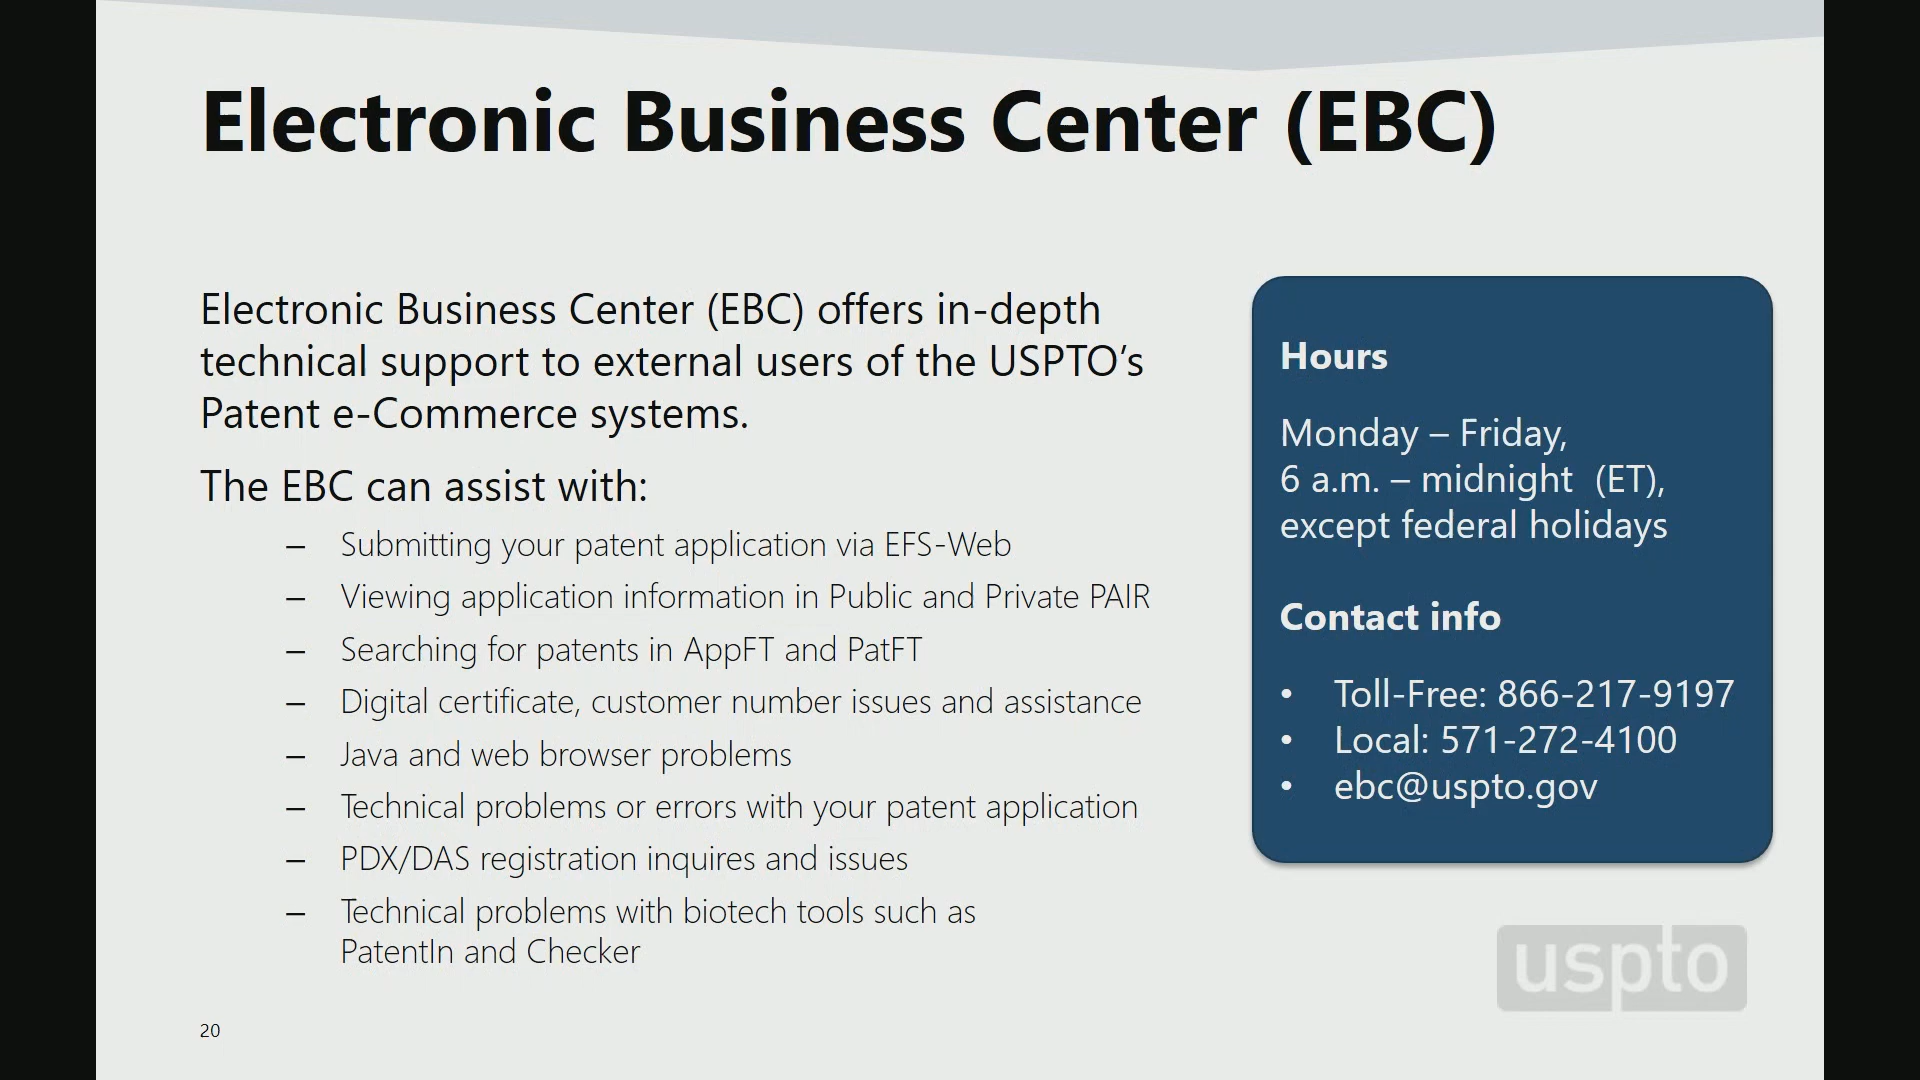 Electronic Business Center (EBC)
Electronic Business Center (EBC) offers in-depth
technical support to external users of the USPTO’s
Patent e-Commerce systems.
The EBC can assist with:
– Submitting your patent application via EFS-Web
– Viewing application information in Public and Private PAIR
– Searching for patents in AppFT and PatFT
– Digital certificate, customer number issues and assistance
– Java and web browser problems
– Technical problems or errors with your patent application
– PDX/DAS registration inquires and issues
– Technical problems with biotech tools such as
PatentIn and Checker
Hours
Monday – Friday,
6 a.m. – midnight (ET),
except federal holidays
Contact info
• Toll-Free: 866-217-9197
• Local: 571-272-4100
• ebc@uspto.gov
uspto
20